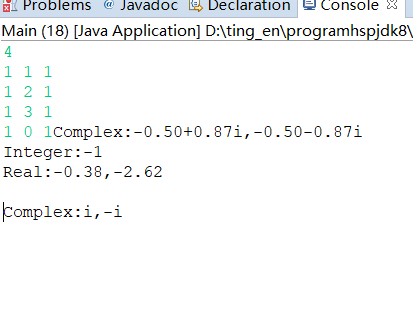 Problems @ Javadoc Declaration Console
Main (18) [Java Application] D:\ting_en\programhspjdk8\
4
1 1 1
1 2 1
1 3 1
1 0 1Complex:-0.50+0.87i,-0.50-0.87i
Integer:-1
Real:-0.38,-2.62
Complex:i,-i